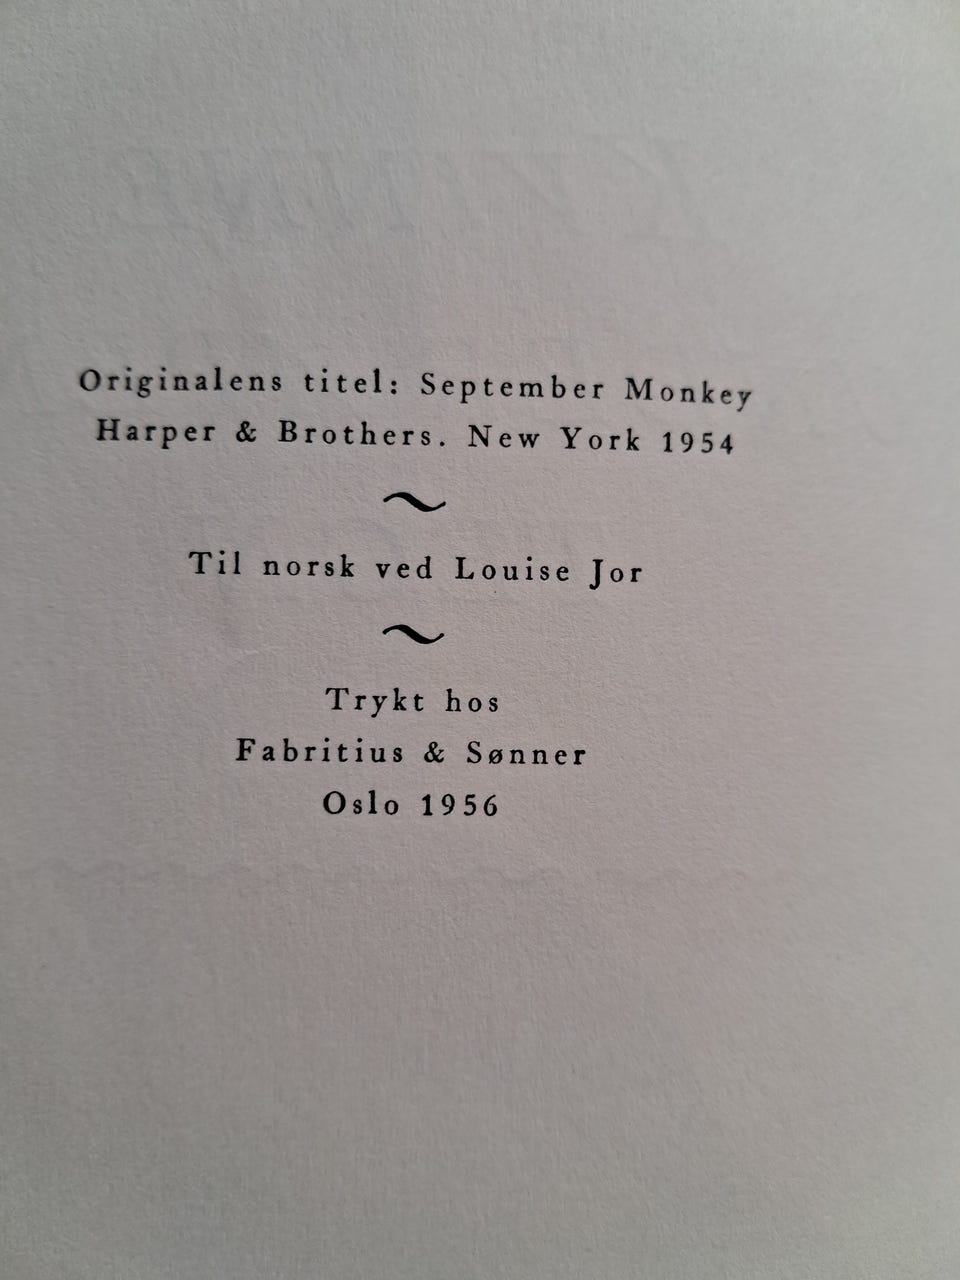 Originalens titel: September Monkey
Harper & Brothers. New York 1954
Til norsk ved Louise Jor
Trykt hos
Fabritius & Sønner
Oslo 1956